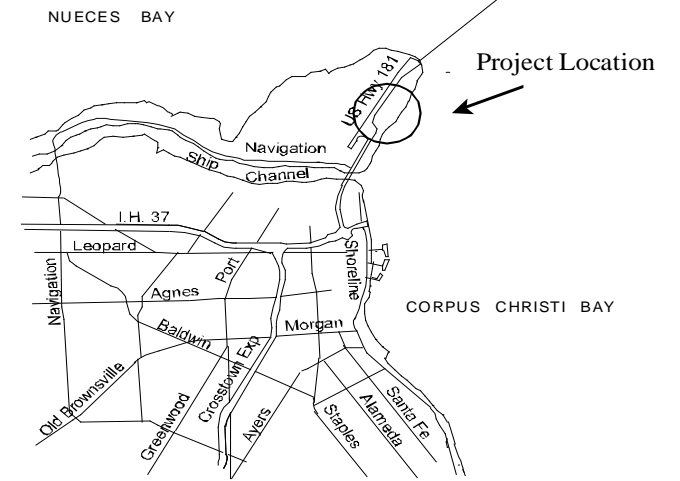 NUECES BAY
Project Location
US Hwy 181
Navigation
Ship
Channel
I.H. 37
Leopard
Port
Shoreline
Navigation
Agnes
CORPUS CHRISTI BAY
Baldwin
Morgan
Crosstown Exp
Old Brownsville
Greenwood
Ayers
Staples
Alameda
Santa Fe